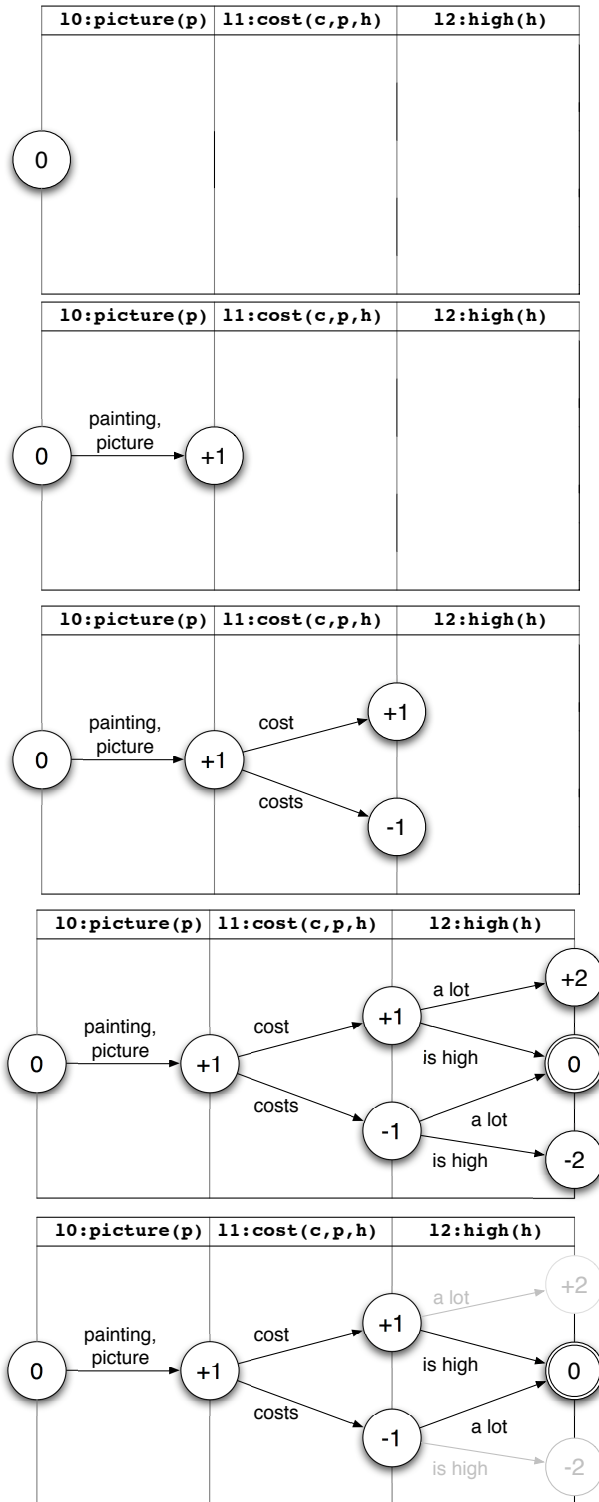 l0:picture(p) l1:cost(c,p,h) l2:high(h)
0
l0:picture(p) l1:cost(c,p,h) l2:high(h)
painting,
picture
0 +1
l0:picture(p) l1:cost(c,p,h) l2:high(h)
+1
painting,
picture
cost
0 +1
costs
-1
l0:picture(p) l1:cost(c,p,h) l2:high(h)
+2
a lot
+1
painting,
picture
cost
is high
0 +1 0
costs
a lot
-1
is high
-2
l0:picture(p) l1:cost(c,p,h) l2:high(h)
+2
a lot
+1
painting,
picture
cost
is high
0 +1 0
costs
a lot
-1
is high
-2